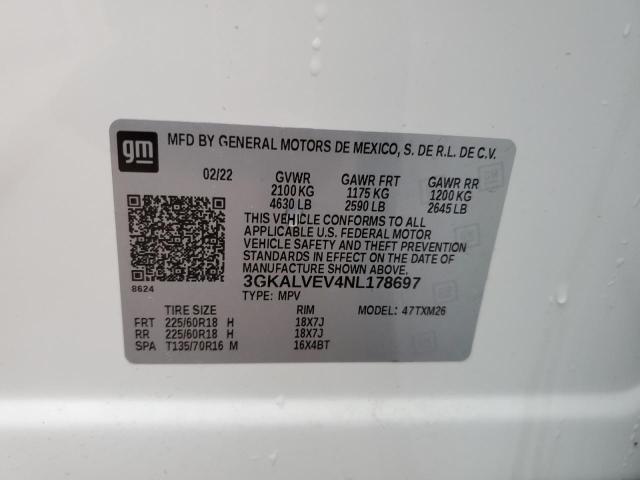 gm
MFD BY GENERAL MOTORS DE MEXICO, S. DE R.L. DE C.V.
02/22 GVWR GAWR FRT GAWR RR
2100 KG 1175 KG 1200 KG
4630 LB 2590 LB 2645 LB
THIS VEHICLE CONFORMS TO ALL
APPLICABLE U.S. FEDERAL MOTOR
VEHICLE SAFETY AND THEFT PREVENTION
STANDARDS IN EFFECT ON THE DATE OF
MANUFACTURE SHOWN ABOVE.
3GKALVEV4NL178697
8624
TYPE: MPV
TIRE SIZE RIM MODEL: 47TXM26
FRT 225/60R18 H 18X7J
RR 225/60R18 H 18X7J
SPA T135/70R16 M 16X4BT